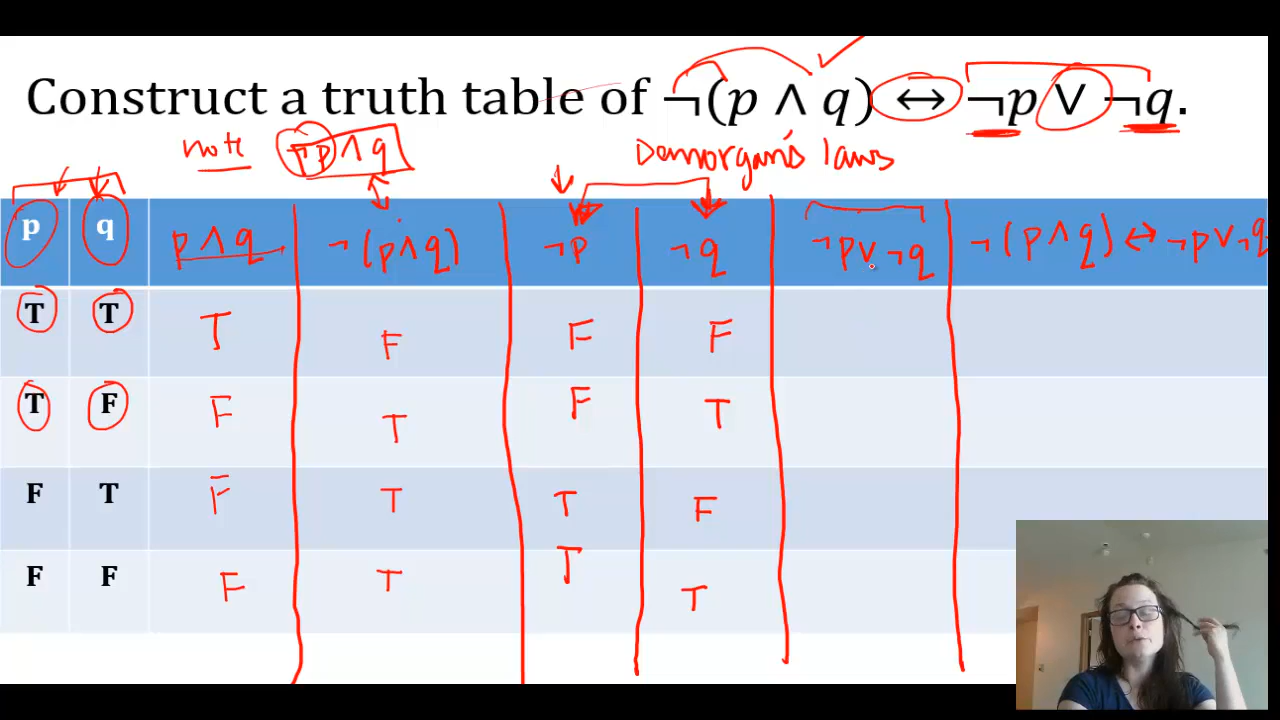 Construct a truth table of ¬(p ∧ q) ↔ ¬p ∨ ¬q.
note ¬p ∧ q Demorgan's laws
p q p ∧ q ¬(p ∧ q) ¬p ¬q ¬p ∨ ¬q ¬(p ∧ q) ↔ ¬p ∨ ¬q
T T T F F F
T F F T F T
F T F T T F
F F F T T T